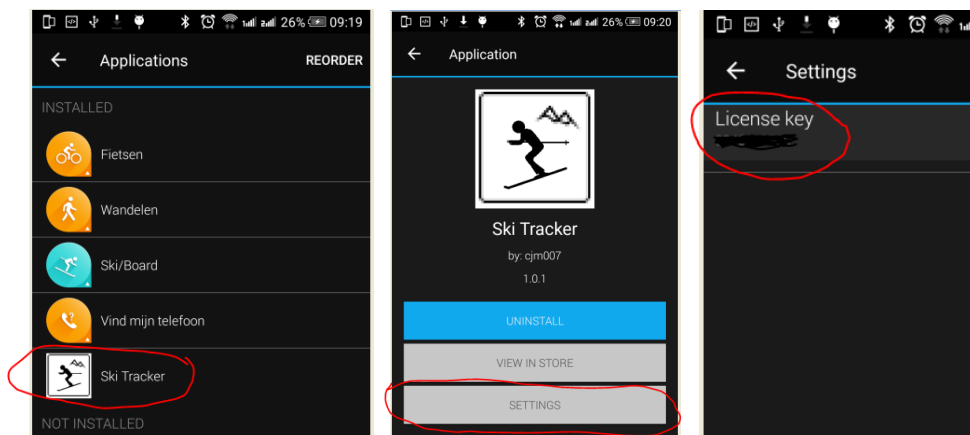 26% 09:19
Applications REORDER
INSTALLED
Fietsen
Wandelen
Ski/Board
Vind mijn telefoon
Ski Tracker
NOT INSTALLED
26% 09:20
Application
Ski Tracker
by: cjm007
1.0.1
UNINSTALL
VIEW IN STORE
SETTINGS
Settings
License key